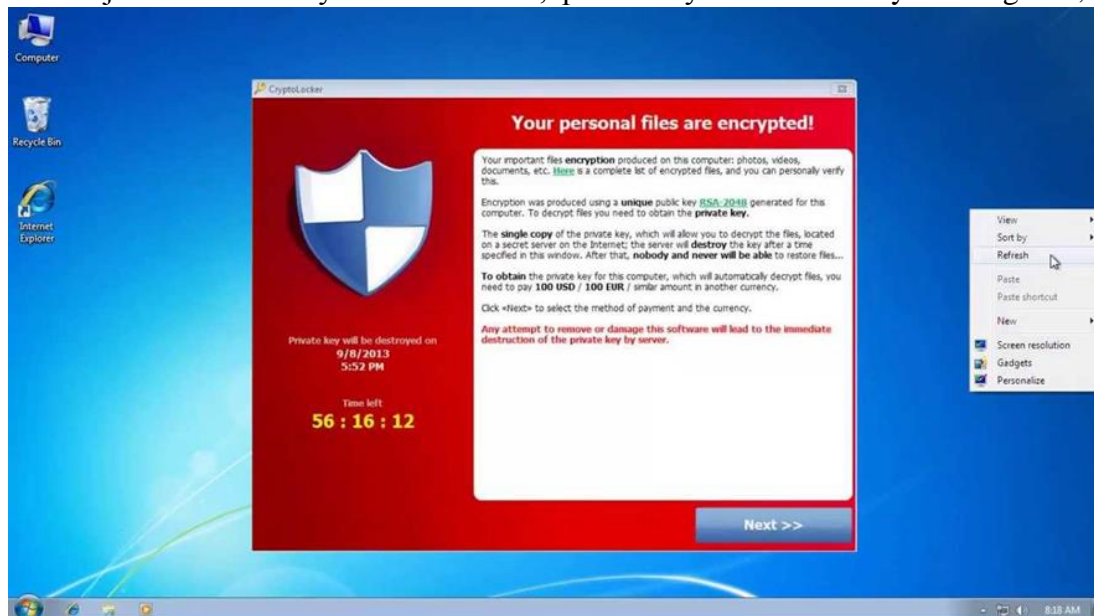 Computer
Recycle Bin
Internet
Explorer
CryptoLocker
Your personal files are encrypted!
Your important files encryption produced on this computer: photos, videos,
documents, etc. Here is a complete list of encrypted files, and you can personally verify
this.
Encryption was produced using a unique public key RSA-2048 generated for this
computer. To decrypt files you need to obtain the private key.
The single copy of the private key, which will allow you to decrypt the files, located
on a secret server on the Internet; the server will destroy the key after a time
specified in this window. After that, nobody and never will be able to restore files...
To obtain the private key for this computer, which will automatically decrypt files, you
need to pay 100 USD / 100 EUR / similar amount in another currency.
Click «Next» to select the method of payment and the currency.
Any attempt to remove or damage this software will lead to the immediate
destruction of the private key by server.
Private key will be destroyed on
9/8/2013
5:52 PM
Time left
56 : 16 : 12
Next >>
View
Sort by
Refresh
Paste
Paste shortcut
New
Screen resolution
Gadgets
Personalize
8:18 AM